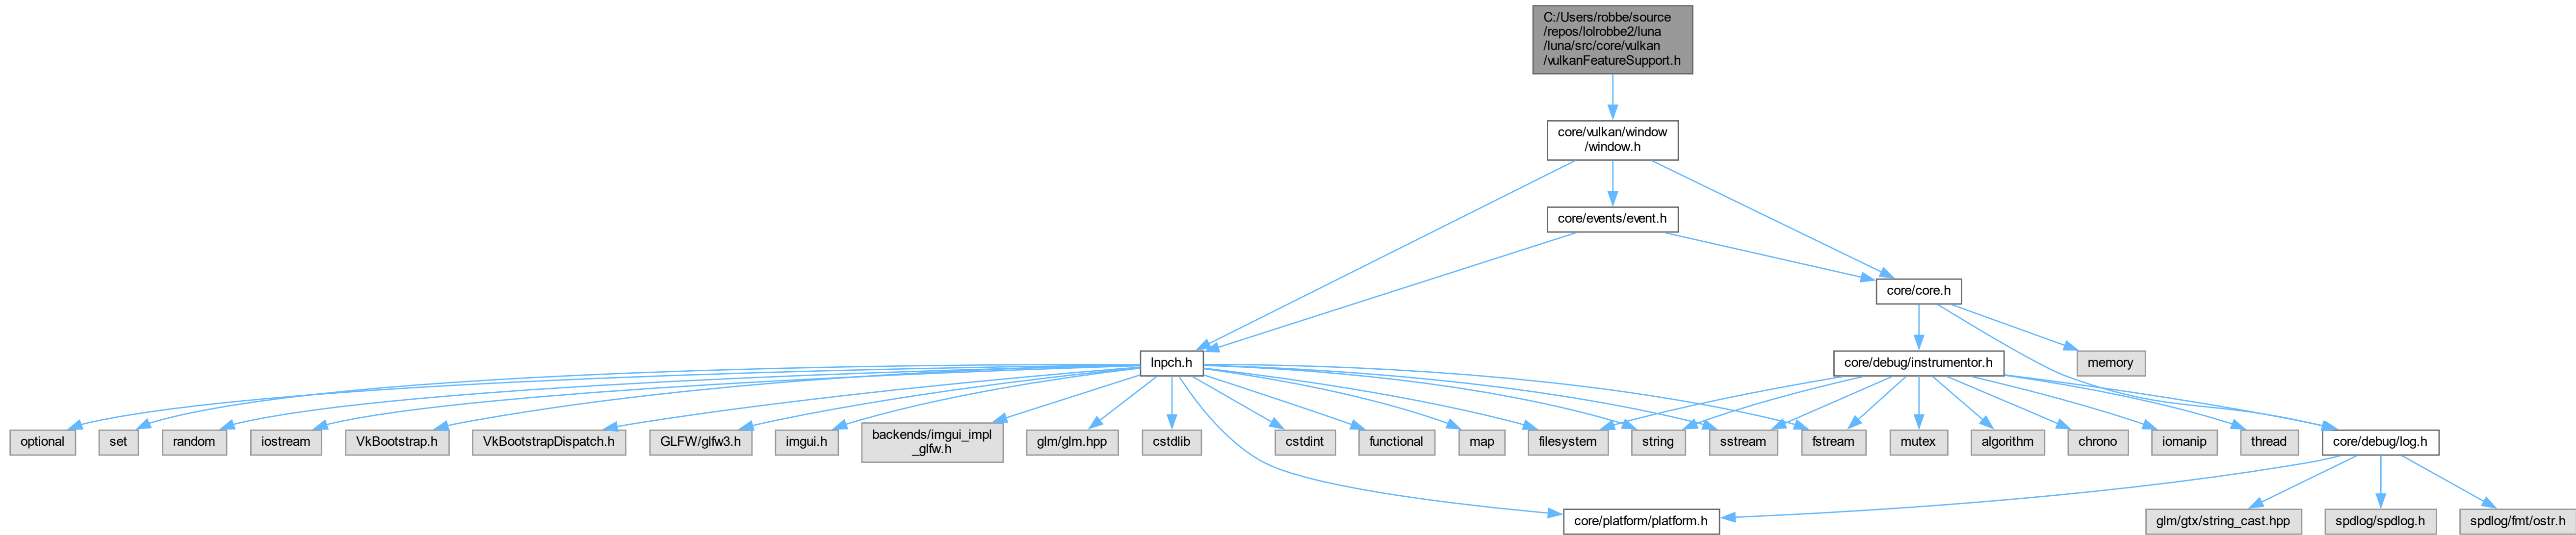 C:/Users/robbe/source
/repos/lolrobbe2/luna
/luna/src/core/vulkan
/vulkanFeatureSupport.h
core/vulkan/window
/window.h
core/events/event.h
core/core.h
lnpch.h
core/debug/instrumentor.h
memory
optional
set
random
iostream
VkBootstrap.h
VkBootstrapDispatch.h
GLFW/glfw3.h
imgui.h
backends/imgui_impl
_glfw.h
glm/glm.hpp
cstdlib
cstdint
functional
map
filesystem
string
sstream
fstream
mutex
algorithm
chrono
iomanip
thread
core/debug/log.h
core/platform/platform.h
glm/gtx/string_cast.hpp
spdlog/spdlog.h
spdlog/fmt/ostr.h